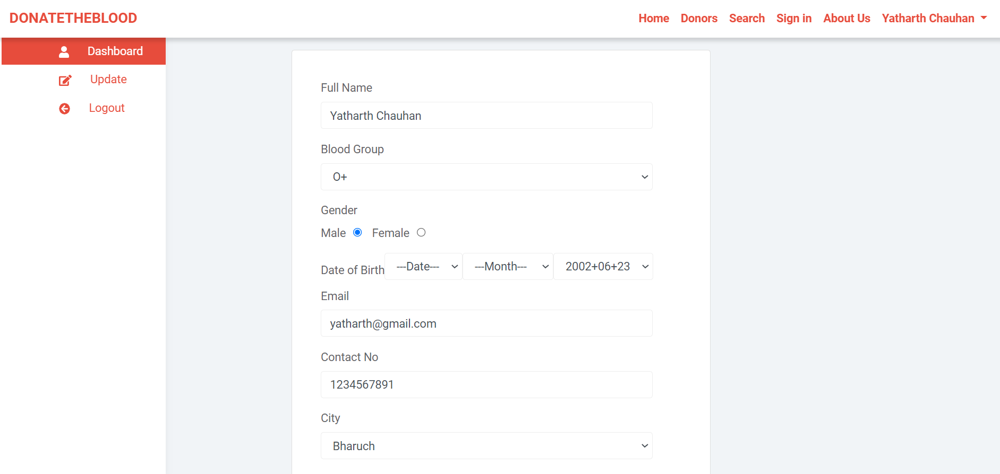 DONATETHEBLOOD
Home Donors Search Sign in About Us Yatharth Chauhan
Dashboard
Update
Logout
Full Name
Yatharth Chauhan
Blood Group
O+
Gender
Male Female
Date of Birth ---Date--- ---Month--- 2002+06+23
Email
yatharth@gmail.com
Contact No
1234567891
City
Bharuch